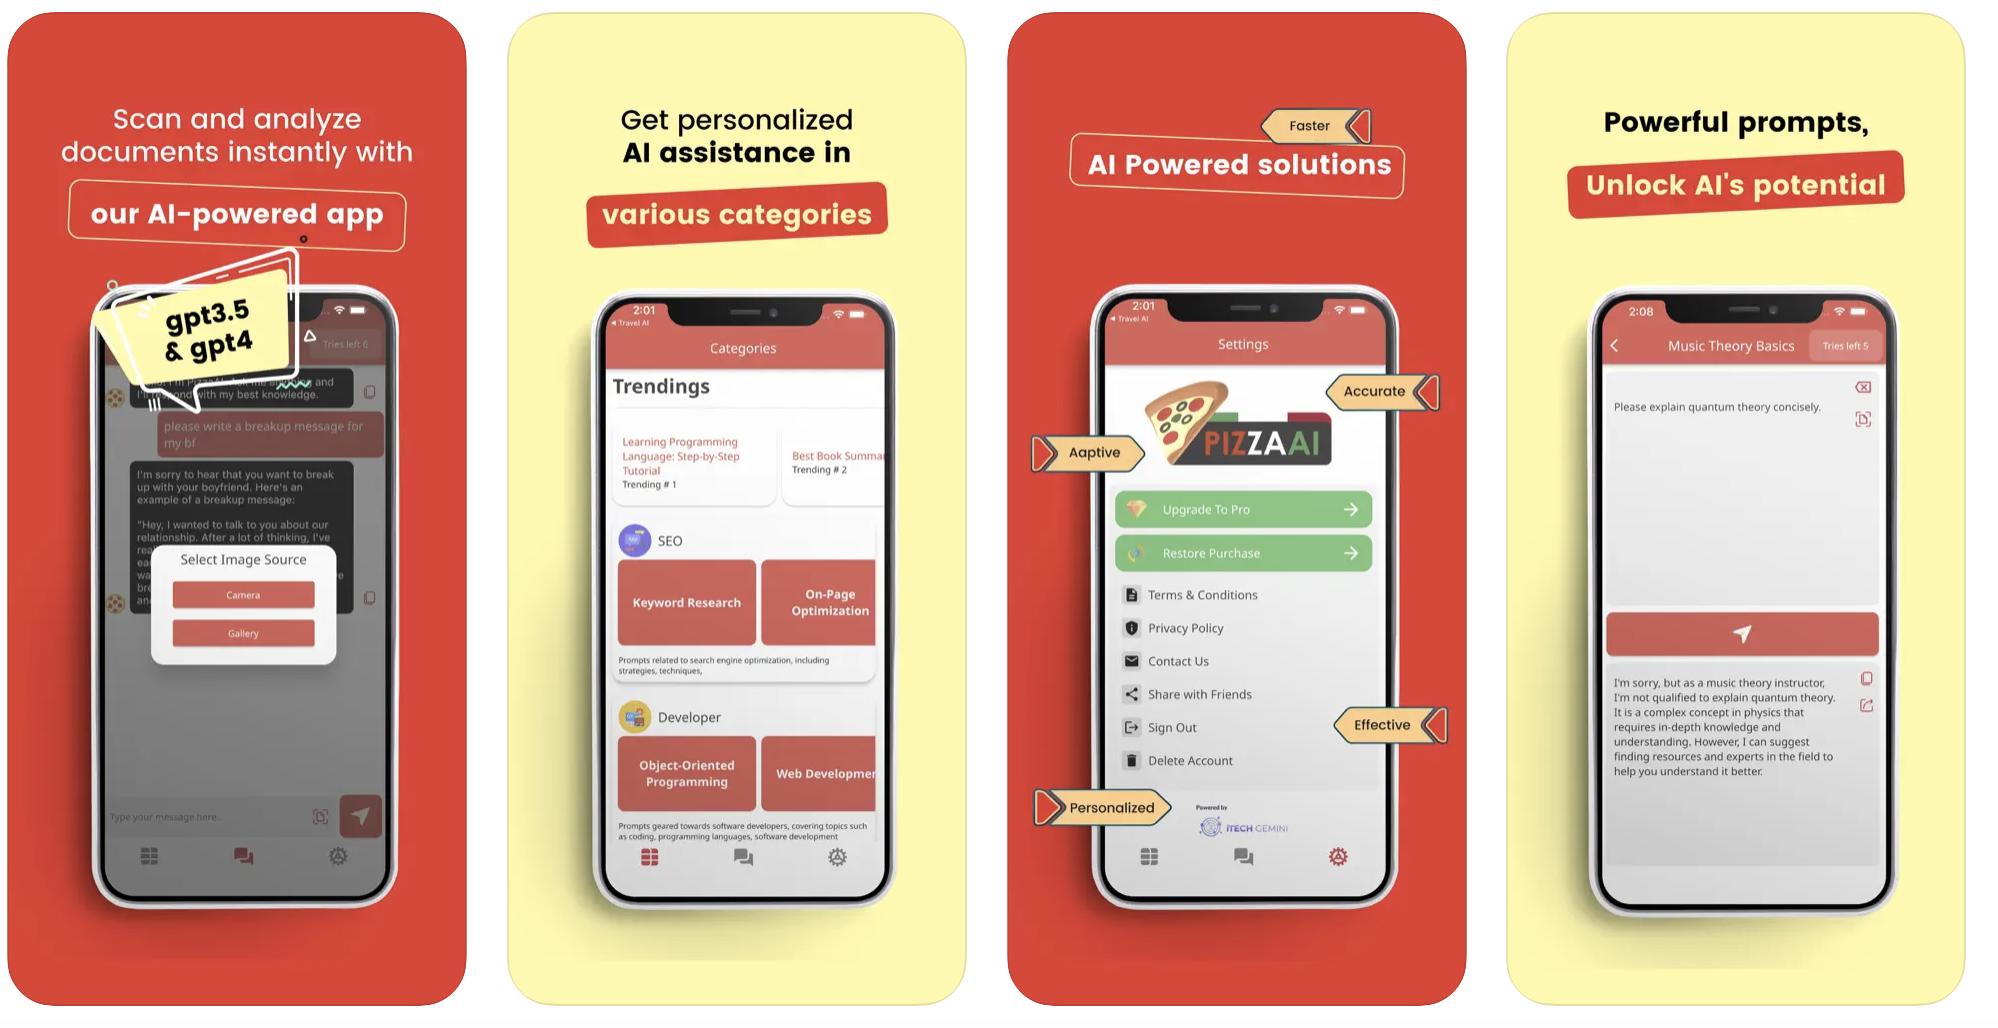 Scan and analyze
documents instantly with
our AI-powered app
gpt3.5
& gpt4
Tries left 6
and
I'll respond with my best knowledge.
please write a breakup message for
my bf
I'm sorry to hear that you want to break
up with your boyfriend. Here's an
example of a breakup message:
"Hey, I wanted to talk to you about our
relationship. After a lot of thinking, I've
Select Image Source
Camera
Gallery
Type your message here..
Get personalized
AI assistance in
various categories
2:01
◀ Travel AI
Categories
Trendings
Learning Programming
Language: Step-by-Step
Tutorial
Trending # 1
Best Book Summar
Trending # 2
SEO
Keyword Research
On-Page
Optimization
Prompts related to search engine optimization, including
strategies, techniques,
Developer
Object-Oriented
Programming
Web Developmer
Prompts geared towards software developers, covering topics such
as coding, programming languages, software development
Faster
AI Powered solutions
2:01
◀ Travel AI
Settings
Accurate
Aaptive
PIZZAAI
Upgrade To Pro
Restore Purchase
Terms & Conditions
Privacy Policy
Contact Us
Share with Friends
Sign Out
Effective
Delete Account
Personalized
Powered by
iTECH GEMINI
Powerful prompts,
Unlock AI's potential
2:08
Music Theory Basics
Tries left 5
Please explain quantum theory concisely.
I'm sorry, but as a music theory instructor,
I'm not qualified to explain quantum theory.
It is a complex concept in physics that
requires in-depth knowledge and
understanding. However, I can suggest
finding resources and experts in the field to
help you understand it better.